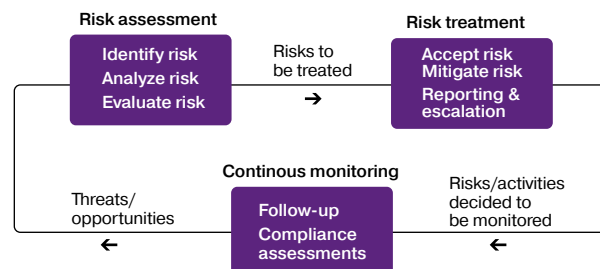 Risk assessment
Identify risk
Analyze risk
Evaluate risk
Risks to
be treated
→
Risk treatment
Accept risk
Mitigate risk
Reporting &
escalation
Risks/activities
decided to
be monitored
←
Continous monitoring
Follow-up
Compliance
assessments
Threats/
opportunities
←